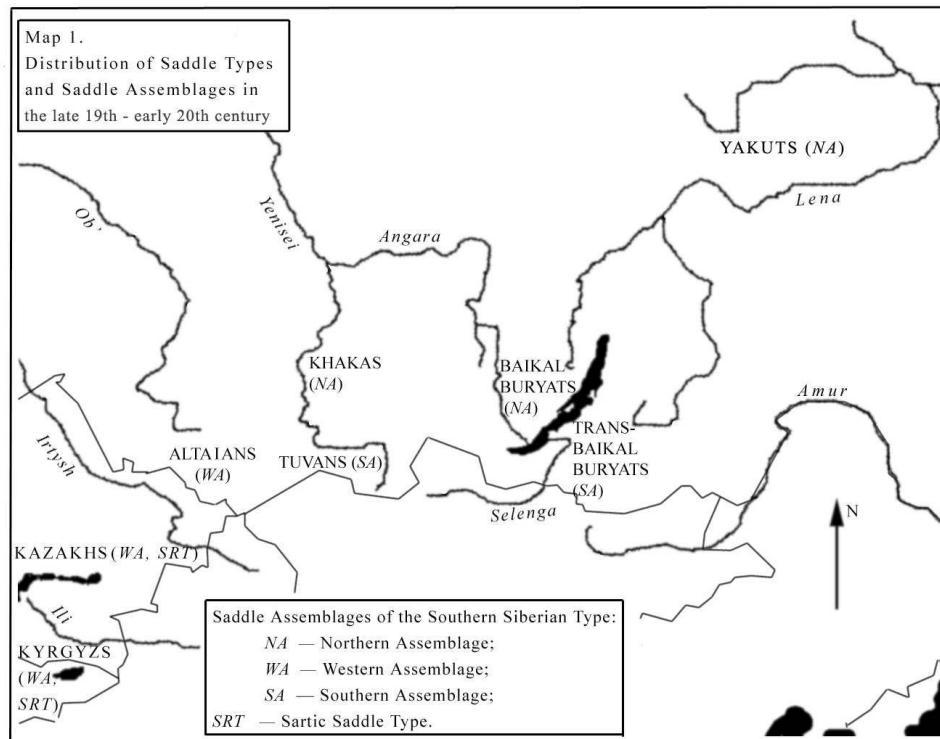 Map 1.
Distribution of Saddle Types
and Saddle Assemblages in
the late 19th - early 20th century
YAKUTS (NA)
Lena
Ob'
Yenisei
Angara
KHAKAS
(NA)
BAIKAL
BURYATS
(NA)
Amur
TRANS-
BAIKAL
BURYATS
(SA)
Irtysh
ALTAIANS
(WA)
TUVANS (SA)
Selenga
N
KAZAKHS (WA, SRT)
Ili
KYRGYZS
(WA,
SRT)
Saddle Assemblages of the Southern Siberian Type:
NA — Northern Assemblage;
WA — Western Assemblage;
SA — Southern Assemblage;
SRT — Sartic Saddle Type.